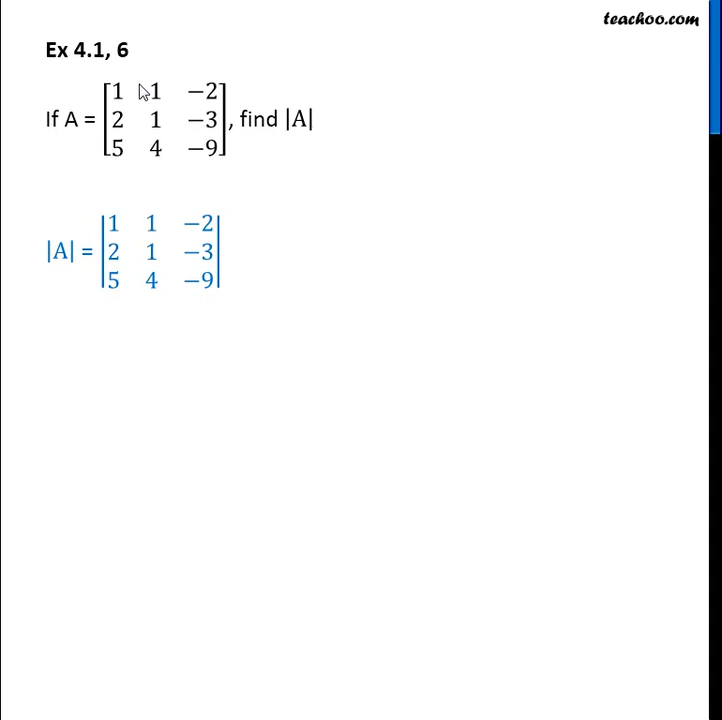 teachoo.com
Ex 4.1, 6
If A = [1 1 −2
2 1 −3
5 4 −9], find |A|
|A| = |1 1 −2
2 1 −3
5 4 −9|